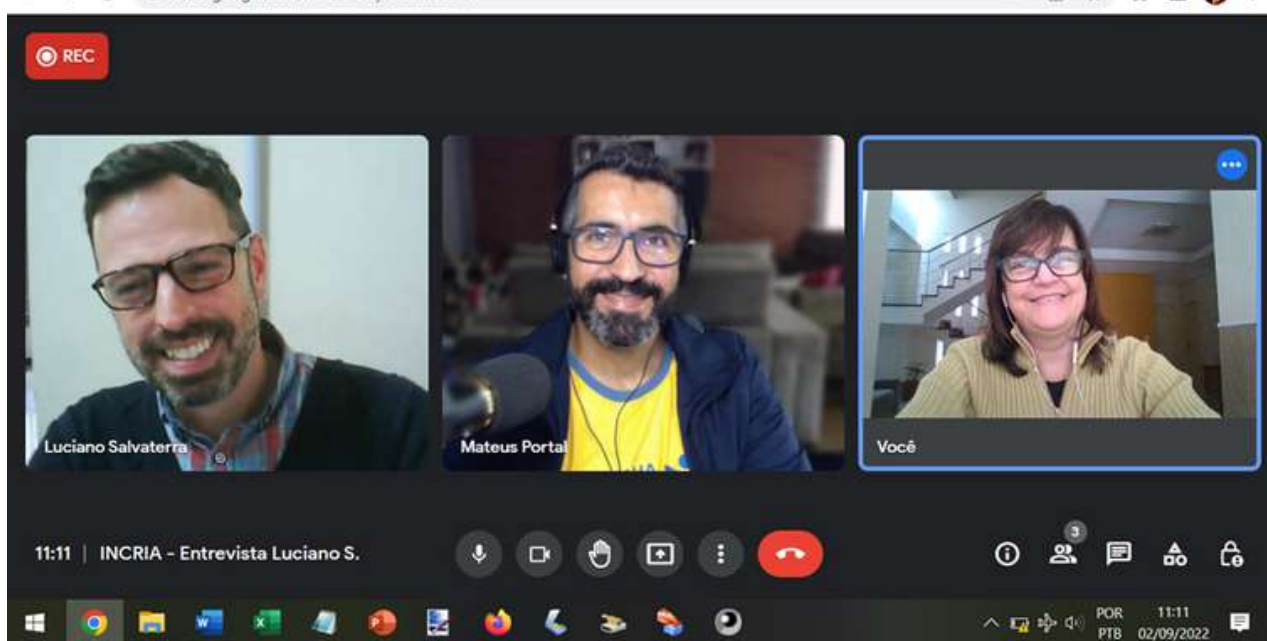 REC
Luciano Salvaterra
Mateus Portal
Você
11:11 | INCRIA - Entrevista Luciano S.
3
POR
PTB
11:11
02/09/2022